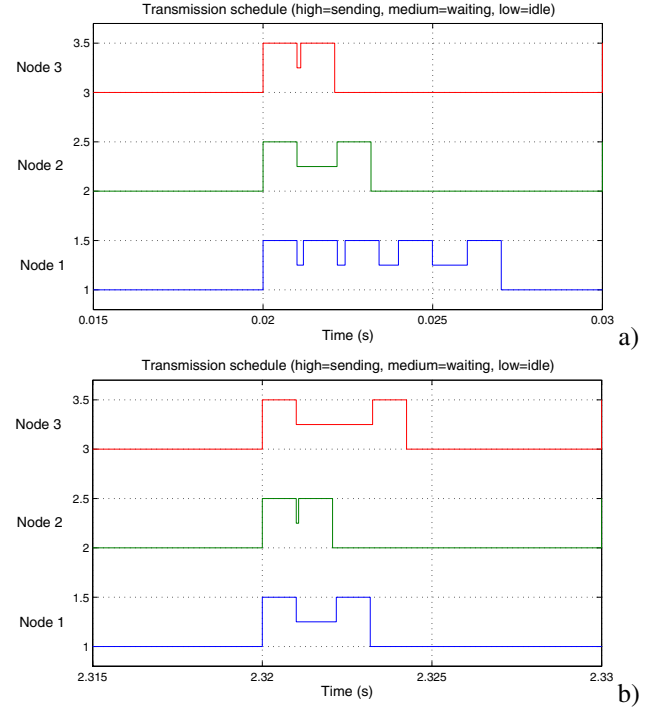 Transmission schedule (high=sending, medium=waiting, low=idle)
3.5
Node 3
3
2.5
Node 2
2
1.5
Node 1
1
0.015 0.02 0.025 0.03
Time (s)
a)
Transmission schedule (high=sending, medium=waiting, low=idle)
3.5
Node 3
3
2.5
Node 2
2
1.5
Node 1
1
2.315 2.32 2.325 2.33
Time (s)
b)